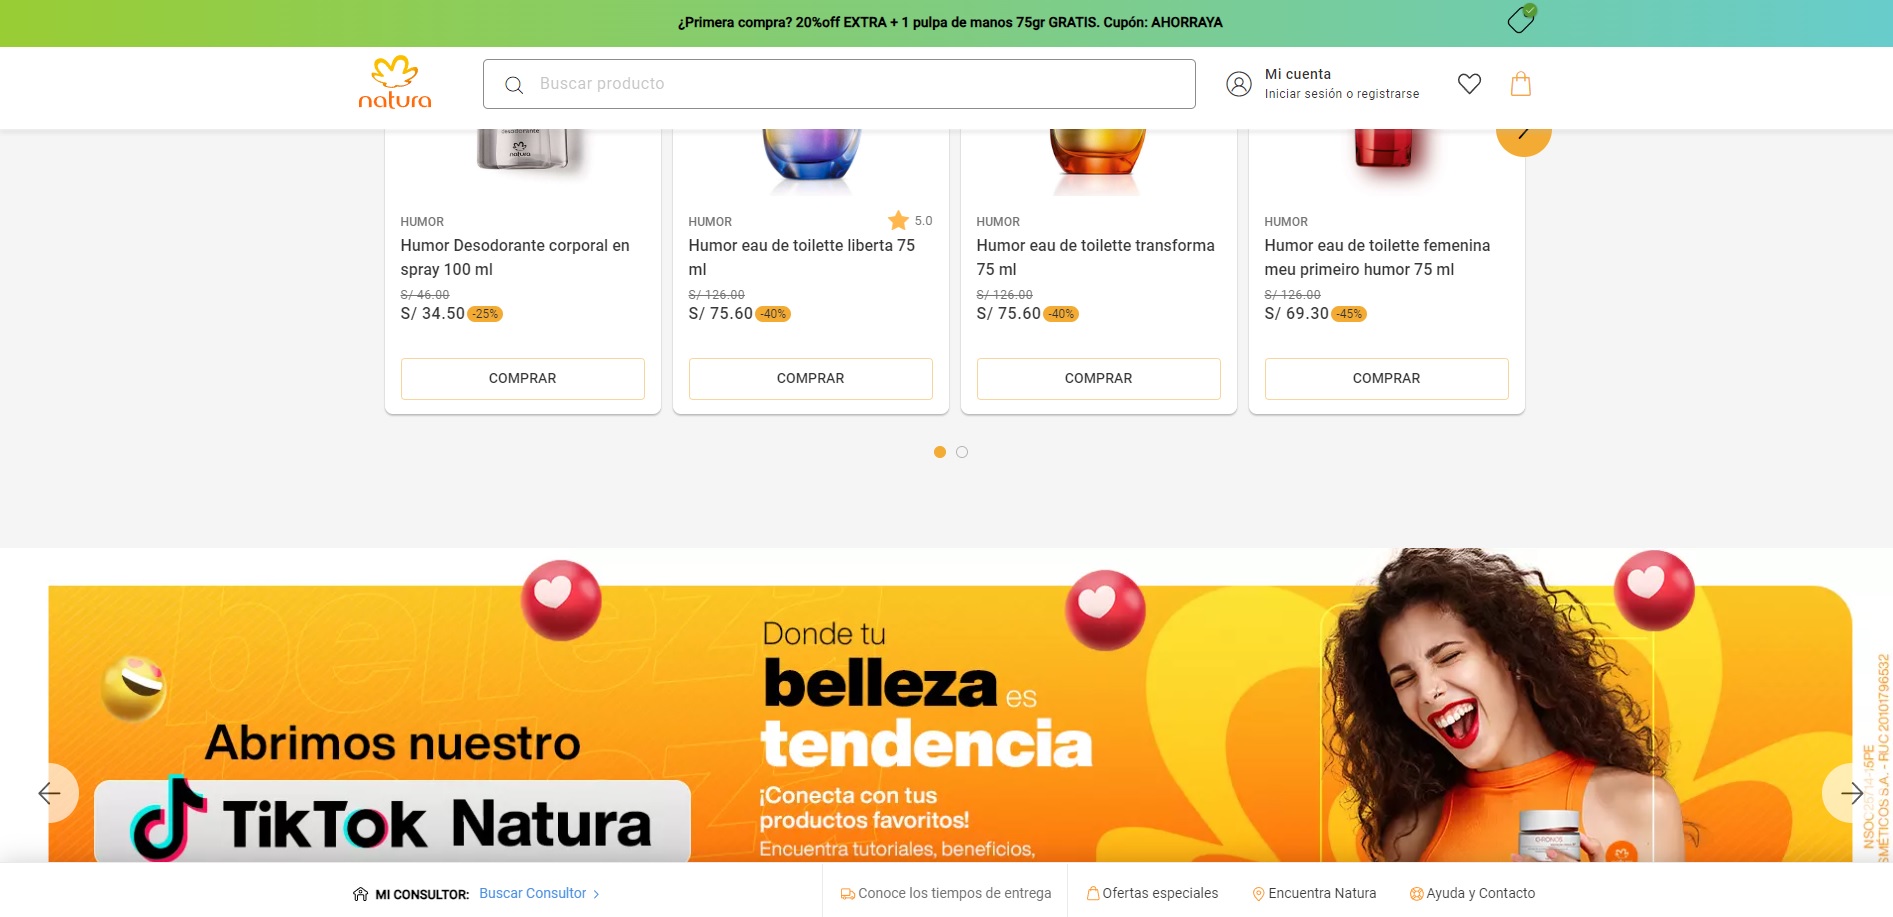 ¿Primera compra? 20%off EXTRA + 1 pulpa de manos 75gr GRATIS. Cupón: AHORRAYA
natura
Buscar producto
Mi cuenta
Iniciar sesión o registrarse
desodorante
natura
HUMOR
Humor Desodorante corporal en
spray 100 ml
S/ 46.00
S/ 34.50 -25%
COMPRAR
HUMOR 5.0
Humor eau de toilette liberta 75
ml
S/ 126.00
S/ 75.60 -40%
COMPRAR
HUMOR
Humor eau de toilette transforma
75 ml
S/ 126.00
S/ 75.60 -40%
COMPRAR
HUMOR
Humor eau de toilette femenina
meu primeiro humor 75 ml
S/ 126.00
S/ 69.30 -45%
COMPRAR
Abrimos nuestro
TikTok Natura
Donde tu
belleza es
tendencia
¡Conecta con tus
productos favoritos!
Encuentra tutoriales, beneficios,
CHRONOS
SMÉTICOS S.A. - RUC 20101796532
MI CONSULTOR: Buscar Consultor
Conoce los tiempos de entrega
Ofertas especiales
Encuentra Natura
Ayuda y Contacto